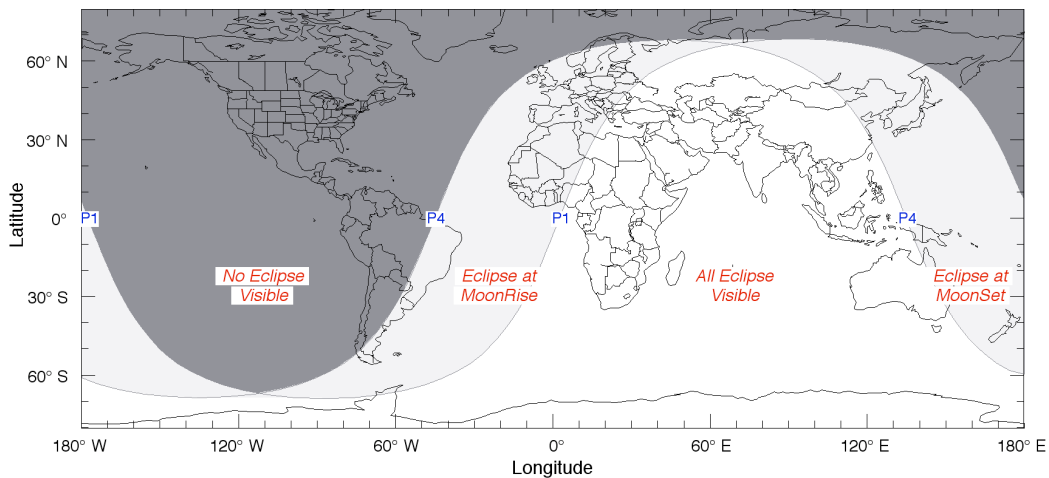 60° N
30° N
0°
30° S
60° S
Latitude
P1
P4
P1
P4
No Eclipse
Visible
Eclipse at
MoonRise
All Eclipse
Visible
Eclipse at
MoonSet
180° W
120° W
60° W
0°
60° E
120° E
180° E
Longitude